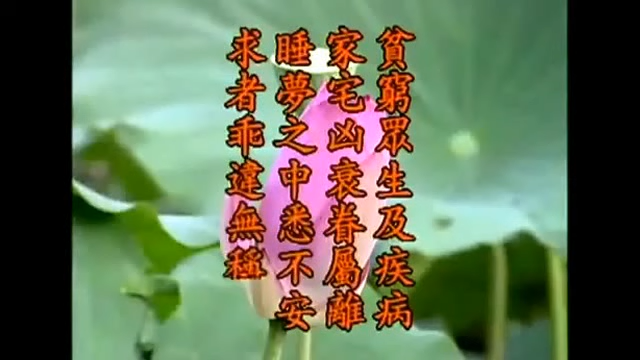 貧窮眾生及疾病
家宅凶衰眷屬離
睡夢之中悉不安
求者乖違無稱